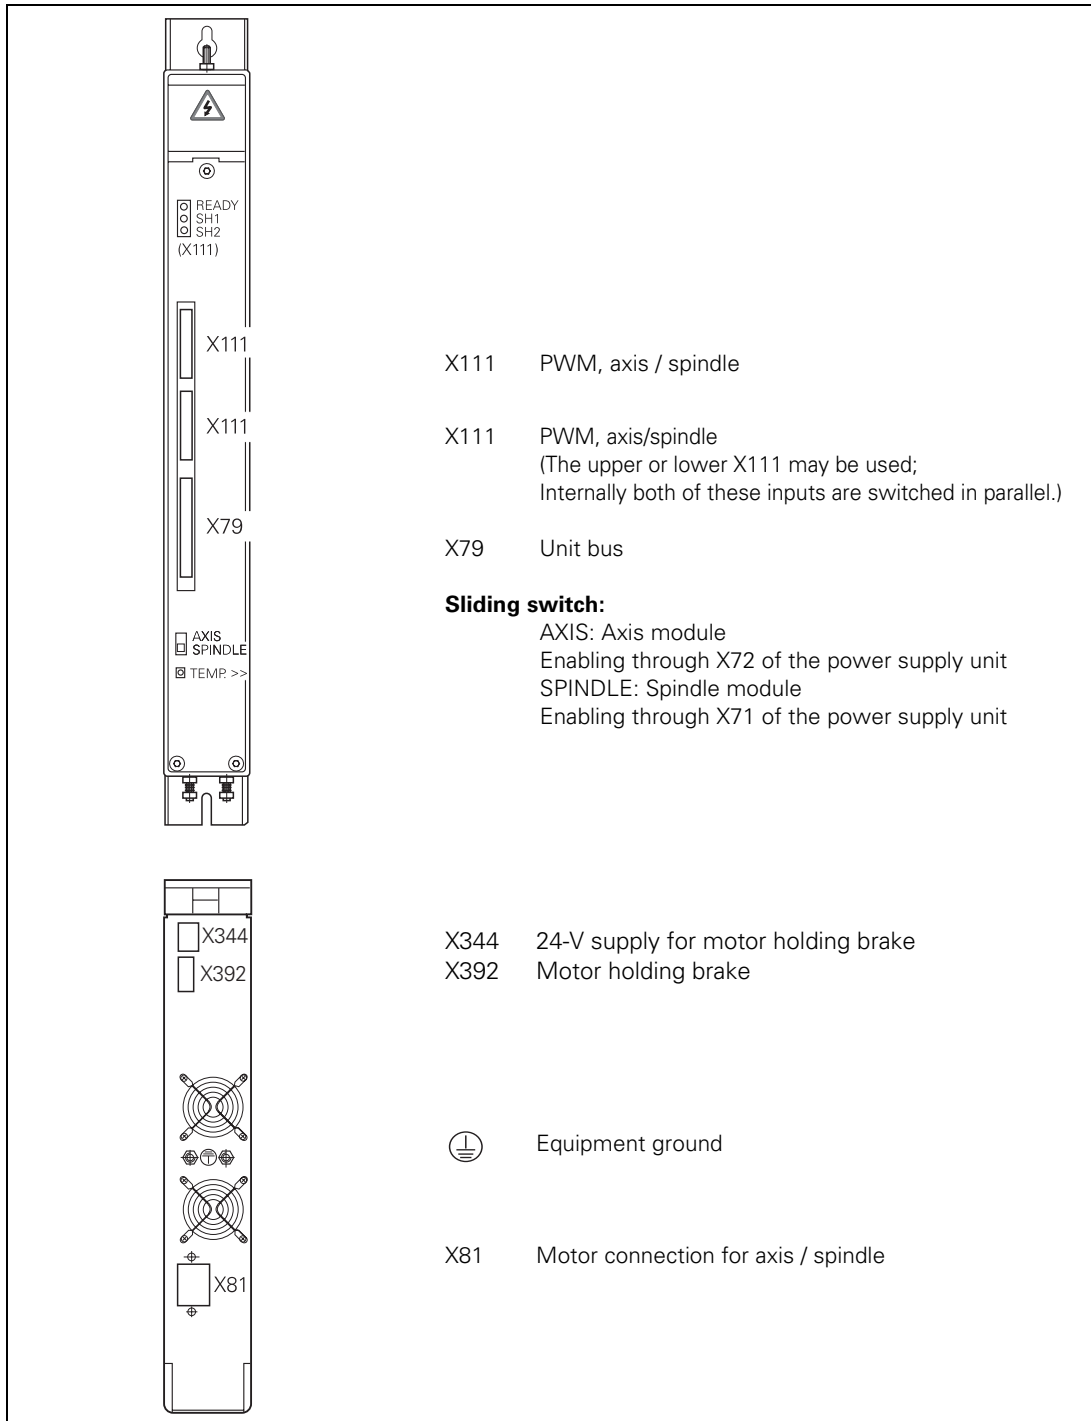 READY
SH1
SH2
(X111)
X111
X111 PWM, axis / spindle
X111
X111 PWM, axis/spindle
(The upper or lower X111 may be used;
Internally both of these inputs are switched in parallel.)
X79
X79 Unit bus
Sliding switch:
AXIS
SPINDLE
TEMP. >>
AXIS: Axis module
Enabling through X72 of the power supply unit
SPINDLE: Spindle module
Enabling through X71 of the power supply unit
X344
X392
X344 24-V supply for motor holding brake
X392 Motor holding brake
Equipment ground
X81
X81 Motor connection for axis / spindle